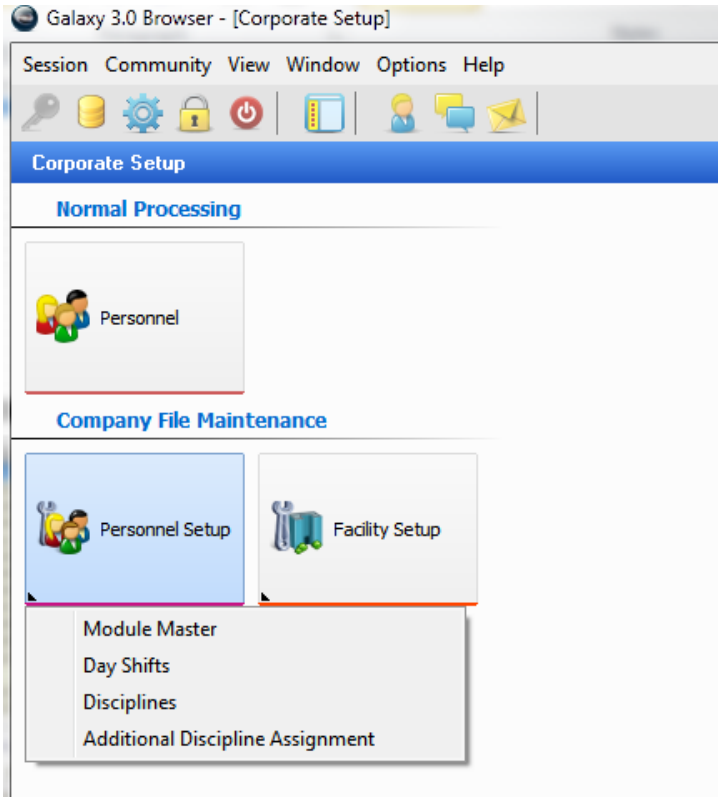 Galaxy 3.0 Browser - [Corporate Setup]
Session Community View Window Options Help
Corporate Setup
Normal Processing
Personnel
Company File Maintenance
Personnel Setup Facility Setup
Module Master
Day Shifts
Disciplines
Additional Discipline Assignment